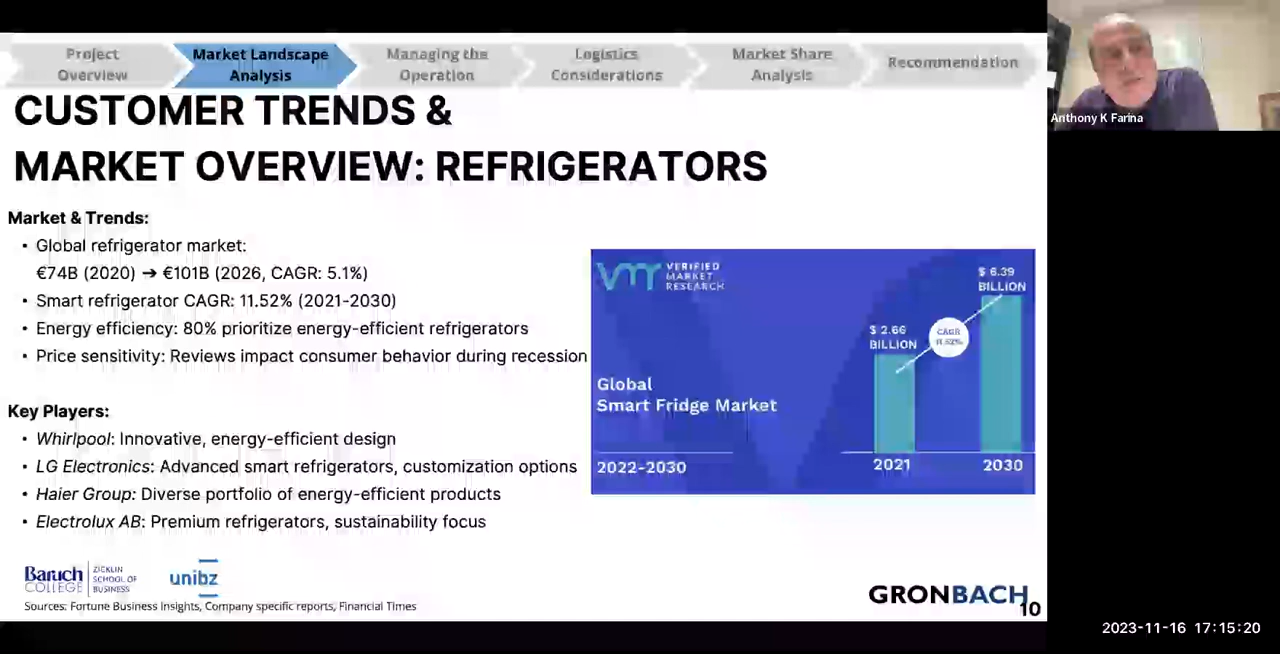 Project
Overview
Market Landscape
Analysis
Managing the
Operation
Logistics
Considerations
Market Share
Analysis
Recommendation
CUSTOMER TRENDS &
MARKET OVERVIEW: REFRIGERATORS
Market & Trends:
• Global refrigerator market:
€74B (2020) → €101B (2026, CAGR: 5.1%)
• Smart refrigerator CAGR: 11.52% (2021-2030)
• Energy efficiency: 80% prioritize energy-efficient refrigerators
• Price sensitivity: Reviews impact consumer behavior during recession
Key Players:
• Whirlpool: Innovative, energy-efficient design
• LG Electronics: Advanced smart refrigerators, customization options
• Haier Group: Diverse portfolio of energy-efficient products
• Electrolux AB: Premium refrigerators, sustainability focus
VERIFIED
MARKET
RESEARCH
$ 6.39
BILLION
$ 2.66
BILLION
CAGR
11.52%
Global
Smart Fridge Market
2022-2030
2021
2030
Baruch
COLLEGE
ZICKLIN
SCHOOL OF
BUSINESS
unibz
Sources: Fortune Business Insights, Company specific reports, Financial Times
GRONBACH
10
Anthony K Farina
2023-11-16 17:15:20